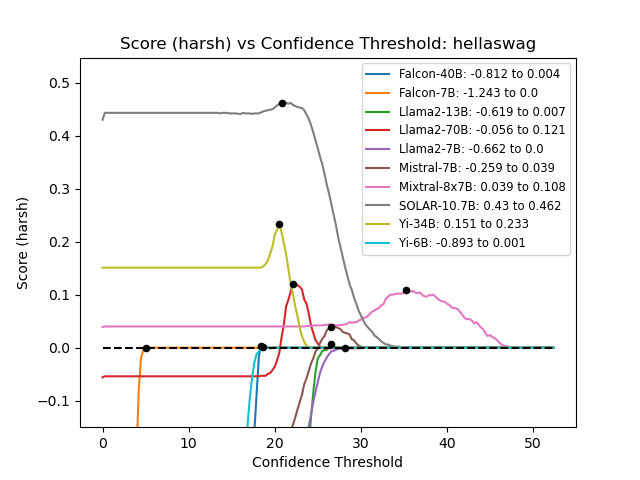 Score (harsh) vs Confidence Threshold: hellaswag
Score (harsh)
0.5
0.4
0.3
0.2
0.1
0.0
−0.1
Falcon-40B: -0.812 to 0.004
Falcon-7B: -1.243 to 0.0
Llama2-13B: -0.619 to 0.007
Llama2-70B: -0.056 to 0.121
Llama2-7B: -0.662 to 0.0
Mistral-7B: -0.259 to 0.039
Mixtral-8x7B: 0.039 to 0.108
SOLAR-10.7B: 0.43 to 0.462
Yi-34B: 0.151 to 0.233
Yi-6B: -0.893 to 0.001
0 10 20 30 40 50
Confidence Threshold